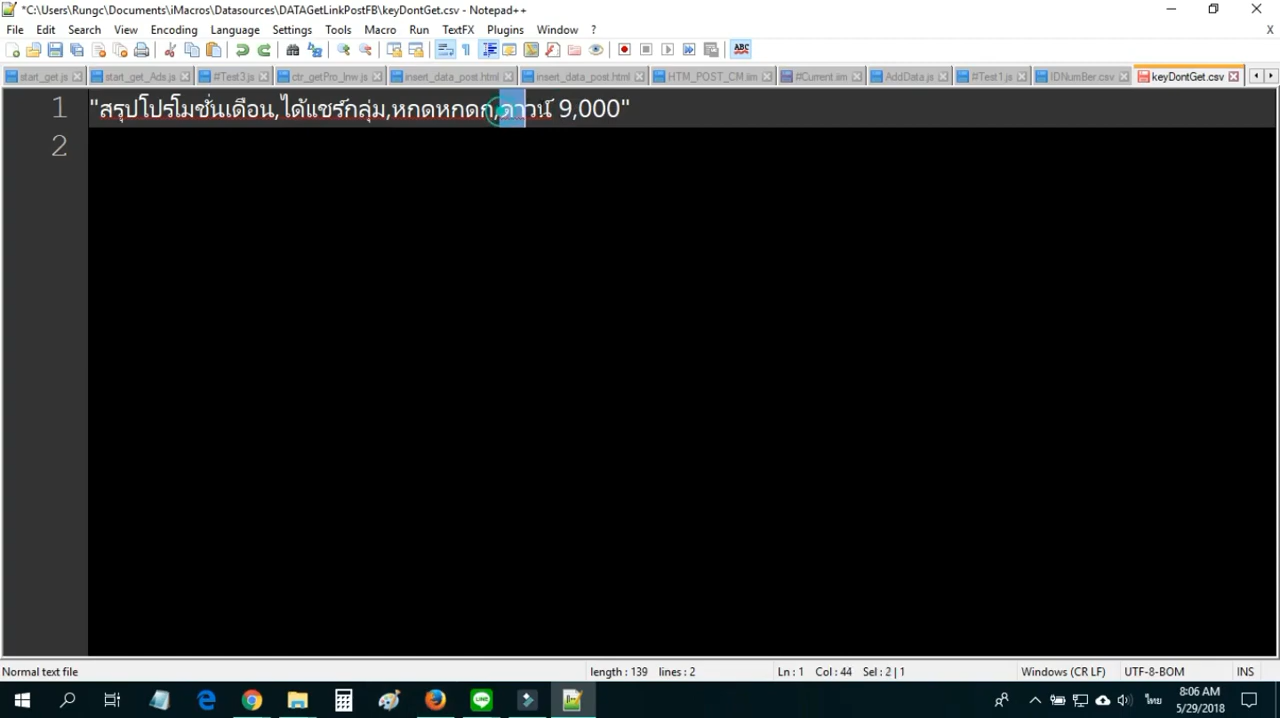 *C:\Users\Rungc\Documents\iMacros\Datasources\DATAGetLinkPostFB\keyDontGet.csv - Notepad++
File Edit Search View Encoding Language Settings Tools Macro Run TextFX Plugins Window ? X
start_get.js start_get_Ads.js #Test3.js ctr_getPro_lnw.js insert_data_post.html insert_data_post.html HTM_POST_CM.iim #Current.iim AddData.js #Test1.js IDNumBer.csv keyDontGet.csv
1 "สรุปโปรโมชั่นเดือน,ได้แชร์กลุ่ม,หกดหกดก,ดาวน์ 9,000"
2
Normal text file length : 139 lines : 2 Ln : 1 Col : 44 Sel : 2 | 1 Windows (CR LF) UTF-8-BOM INS
ไทย 8:06 AM
5/29/2018